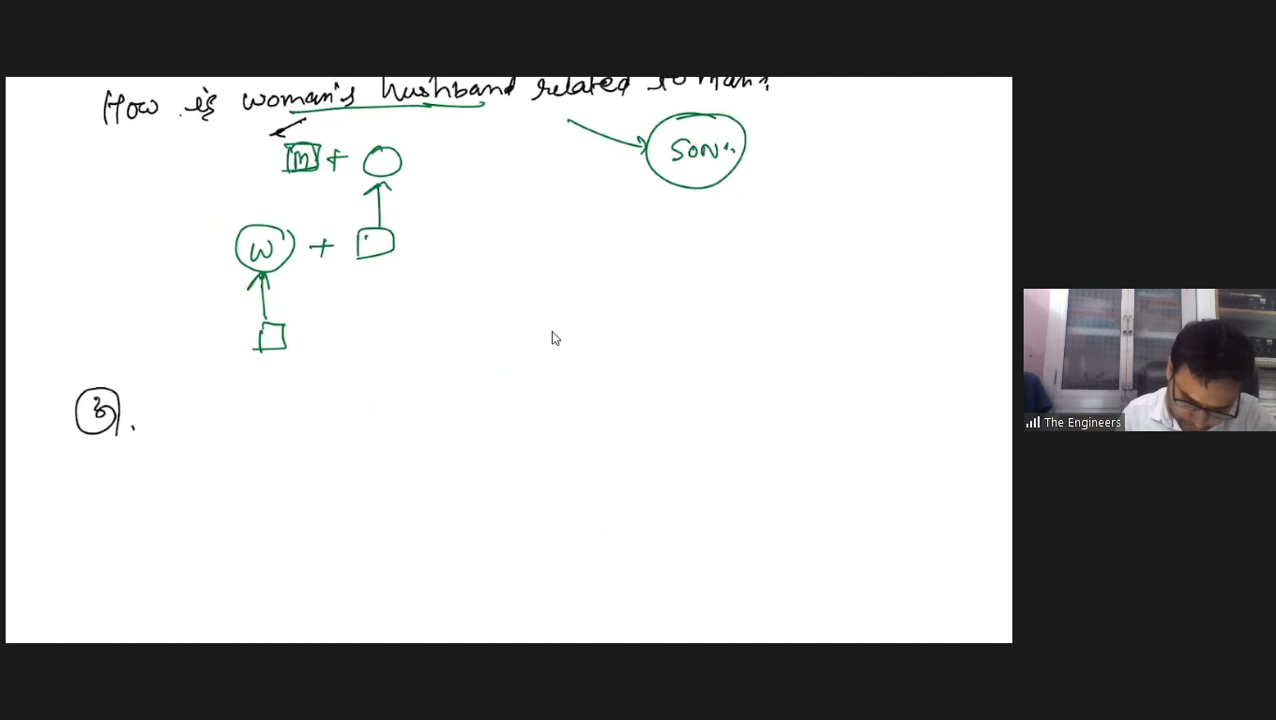 How is woman's husband related to man?
SON
M +
W +
3.
The Engineers